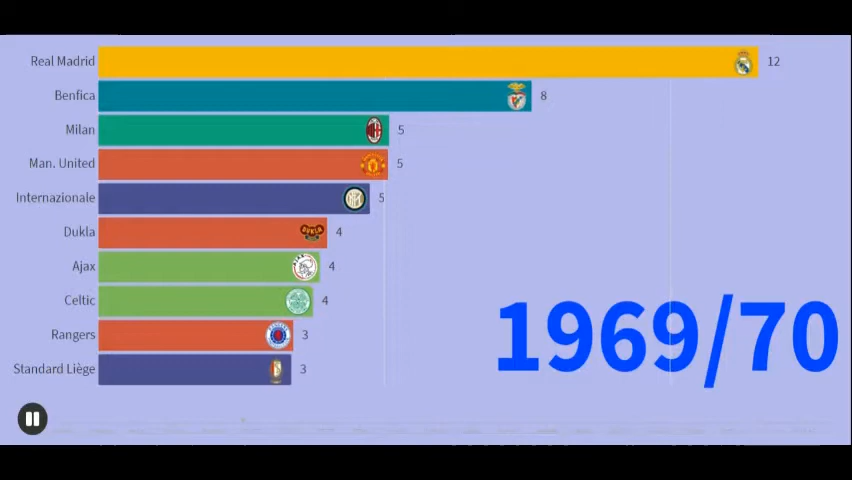 Real Madrid 12
Benfica 8
Milan 5
Man. United 5
Internazionale 5
Dukla 4
Ajax 4
Celtic 4
Rangers 3
Standard Liège 3
1969/70